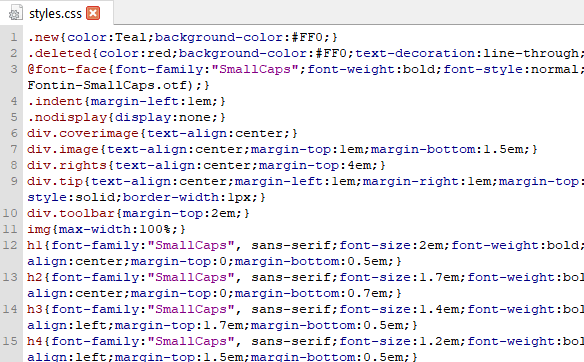 styles.css
1 .new{color:Teal;background-color:#FF0;}
2 .deleted{color:red;background-color:#FF0;text-decoration:line-through;
3 @font-face{font-family:"SmallCaps";font-weight:bold;font-style:normal;
Fontin-SmallCaps.otf);}
4 .indent{margin-left:1em;}
5 .nodisplay{display:none;}
6 div.coverimage{text-align:center;}
7 div.image{text-align:center;margin-top:1em;margin-bottom:1.5em;}
8 div.rights{text-align:center;margin-top:4em;}
9 div.tip{text-align:center;margin-left:1em;margin-right:1em;margin-top:
style:solid;border-width:1px;}
10 div.toolbar{margin-top:2em;}
11 img{max-width:100%;}
12 h1{font-family:"SmallCaps", sans-serif;font-size:2em;font-weight:bold;
align:center;margin-top:0;margin-bottom:0.5em;}
13 h2{font-family:"SmallCaps", sans-serif;font-size:1.7em;font-weight:bol
align:center;margin-top:0;margin-bottom:0.7em;}
14 h3{font-family:"SmallCaps", sans-serif;font-size:1.4em;font-weight:bol
align:left;margin-top:1.7em;margin-bottom:0.5em;}
15 h4{font-family:"SmallCaps", sans-serif;font-size:1.2em;font-weight:bol
align:left;margin-top:1.5em;margin-bottom:0.5em;}